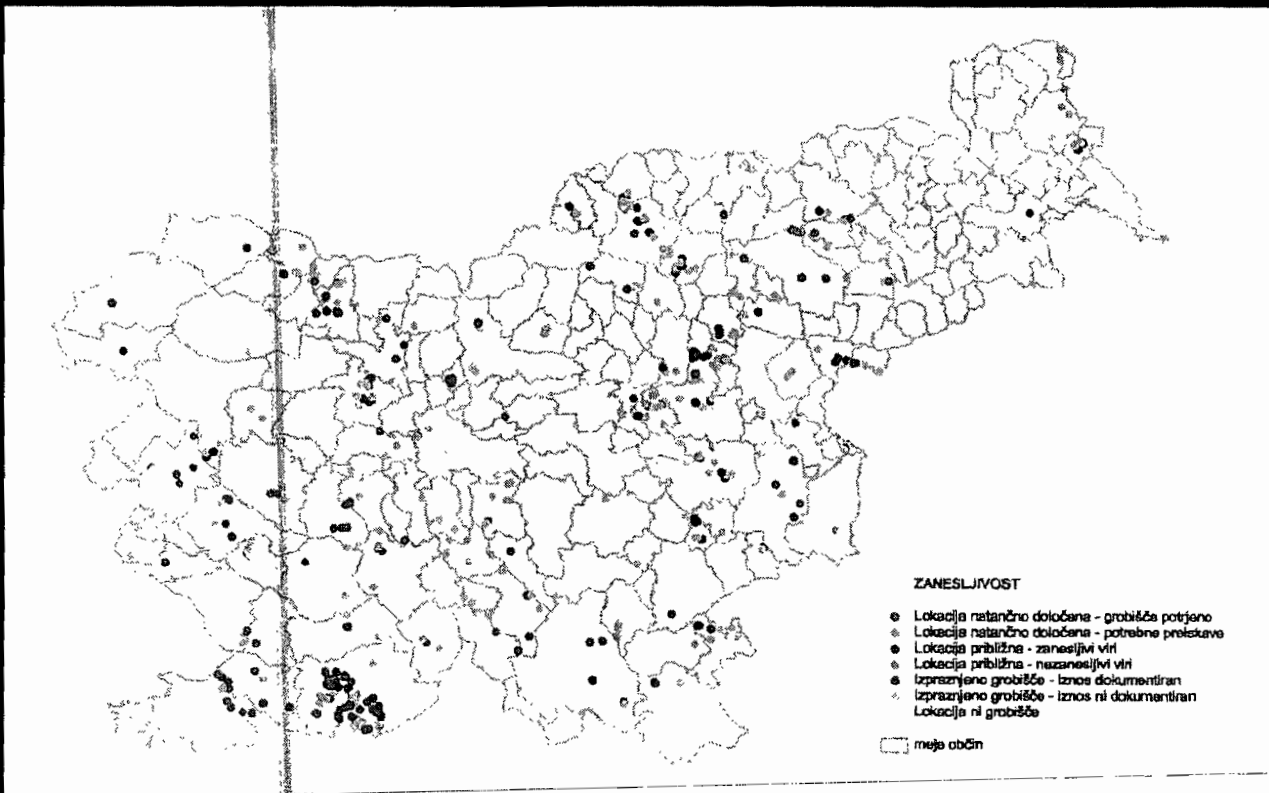 ZANESLJIVOST
Lokacija natančno določena - grobišče potrjeno
Lokacija natančno določena - potrebne preiskave
Lokacija približna - zanesljivi viri
Lokacija približna - nezanesljivi viri
Izpraznjeno grobišče - iznos dokumentiran
Izpraznjeno grobišče - iznos ni dokumentiran
Lokacija ni grobišče
meja občin